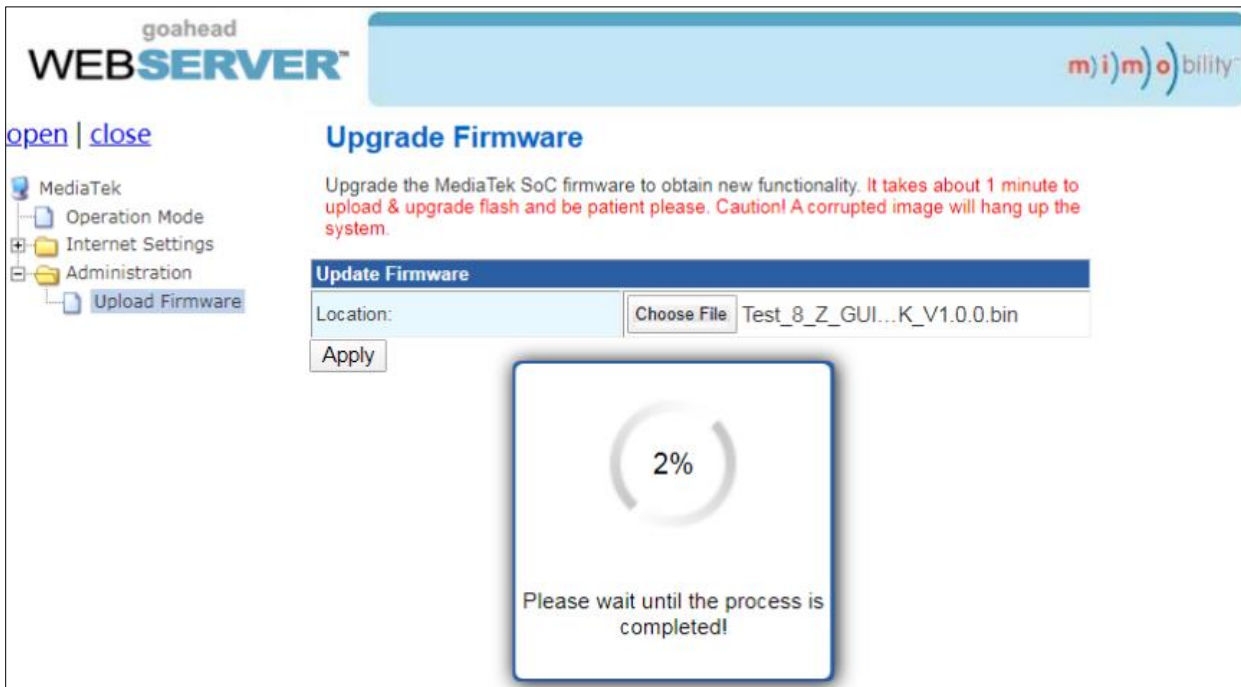 goahead
WEBSERVER™
m)i)m)o)bility™
open | close
MediaTek
Operation Mode
Internet Settings
Administration
Upload Firmware
Upgrade Firmware
Upgrade the MediaTek SoC firmware to obtain new functionality. It takes about 1 minute to
upload & upgrade flash and be patient please. Caution! A corrupted image will hang up the
system.
Update Firmware
Location:
Choose File Test_8_Z_GUI...K_V1.0.0.bin
Apply
2%
Please wait until the process is
completed!